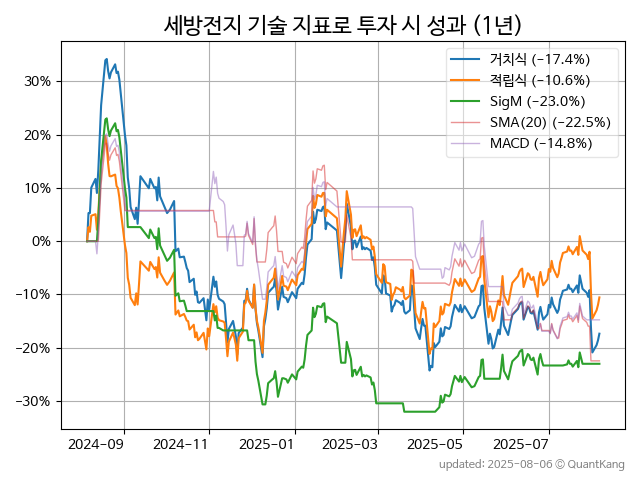 세방전지 기술 지표로 투자 시 성과 (1년)
거치식 (−17.4%)
적립식 (−10.6%)
SigM (−23.0%)
SMA(20) (−22.5%)
MACD (−14.8%)
30%
20%
10%
0%
−10%
−20%
−30%
2024-09
2024-11
2025-01
2025-03
2025-05
2025-07
updated: 2025-08-06 © QuantKang